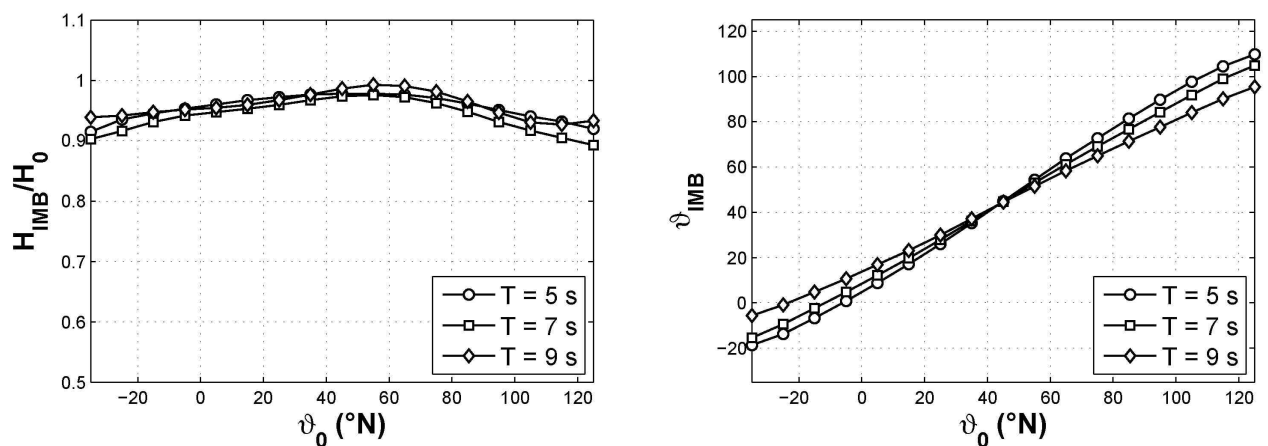 1.1
1
0.9
0.8
0.7
0.6
0.5
H_IMB/H_0
−20 0 20 40 60 80 100 120
ϑ_0 (°N)
T = 5 s
T = 7 s
T = 9 s
100
80
60
40
20
0
−20
ϑ_IMB
−20 0 20 40 60 80 100 120
ϑ_0 (°N)
T = 5 s
T = 7 s
T = 9 s